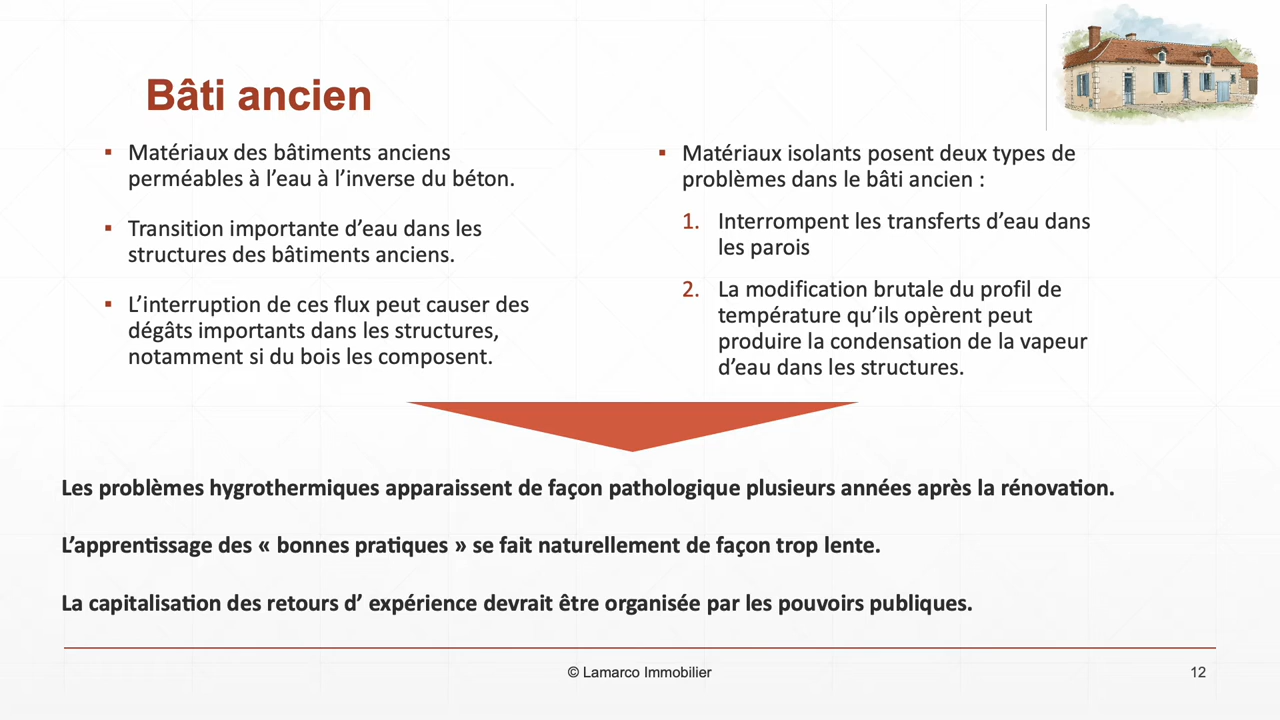 Bâti ancien
▪ Matériaux des bâtiments anciens
perméables à l’eau à l’inverse du béton.
▪ Transition importante d’eau dans les
structures des bâtiments anciens.
▪ L’interruption de ces flux peut causer des
dégâts importants dans les structures,
notamment si du bois les composent.
▪ Matériaux isolants posent deux types de
problèmes dans le bâti ancien :
1. Interrompent les transferts d’eau dans
les parois
2. La modification brutale du profil de
température qu’ils opèrent peut
produire la condensation de la vapeur
d’eau dans les structures.
Les problèmes hygrothermiques apparaissent de façon pathologique plusieurs années après la rénovation.
L’apprentissage des « bonnes pratiques » se fait naturellement de façon trop lente.
La capitalisation des retours d’ expérience devrait être organisée par les pouvoirs publiques.
© Lamarco Immobilier
12